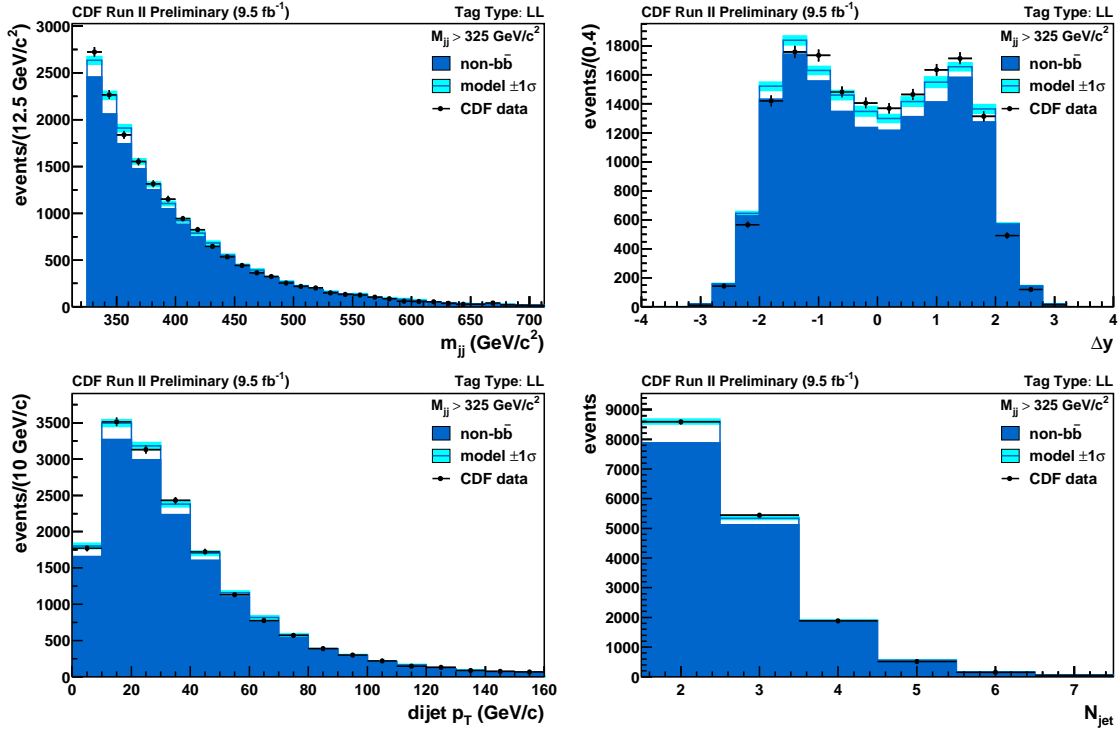 CDF Run II Preliminary (9.5 fb⁻¹) Tag Type: LL
M_jj > 325 GeV/c²
non-bb̄
model ±1σ
CDF data
events/(12.5 GeV/c²)
3000
2500
2000
1500
1000
500
0
350 400 450 500 550 600 650 700
m_jj (GeV/c²)
CDF Run II Preliminary (9.5 fb⁻¹) Tag Type: LL
M_jj > 325 GeV/c²
non-bb̄
model ±1σ
CDF data
events/(0.4)
1800
1600
1400
1200
1000
800
600
400
200
0
-4 -3 -2 -1 0 1 2 3 4
Δy
CDF Run II Preliminary (9.5 fb⁻¹) Tag Type: LL
M_jj > 325 GeV/c²
non-bb̄
model ±1σ
CDF data
events/(10 GeV/c)
3500
3000
2500
2000
1500
1000
500
0
0 20 40 60 80 100 120 140 160
dijet p_T (GeV/c)
CDF Run II Preliminary (9.5 fb⁻¹) Tag Type: LL
M_jj > 325 GeV/c²
non-bb̄
model ±1σ
CDF data
events
9000
8000
7000
6000
5000
4000
3000
2000
1000
0
2 3 4 5 6 7
N_jet